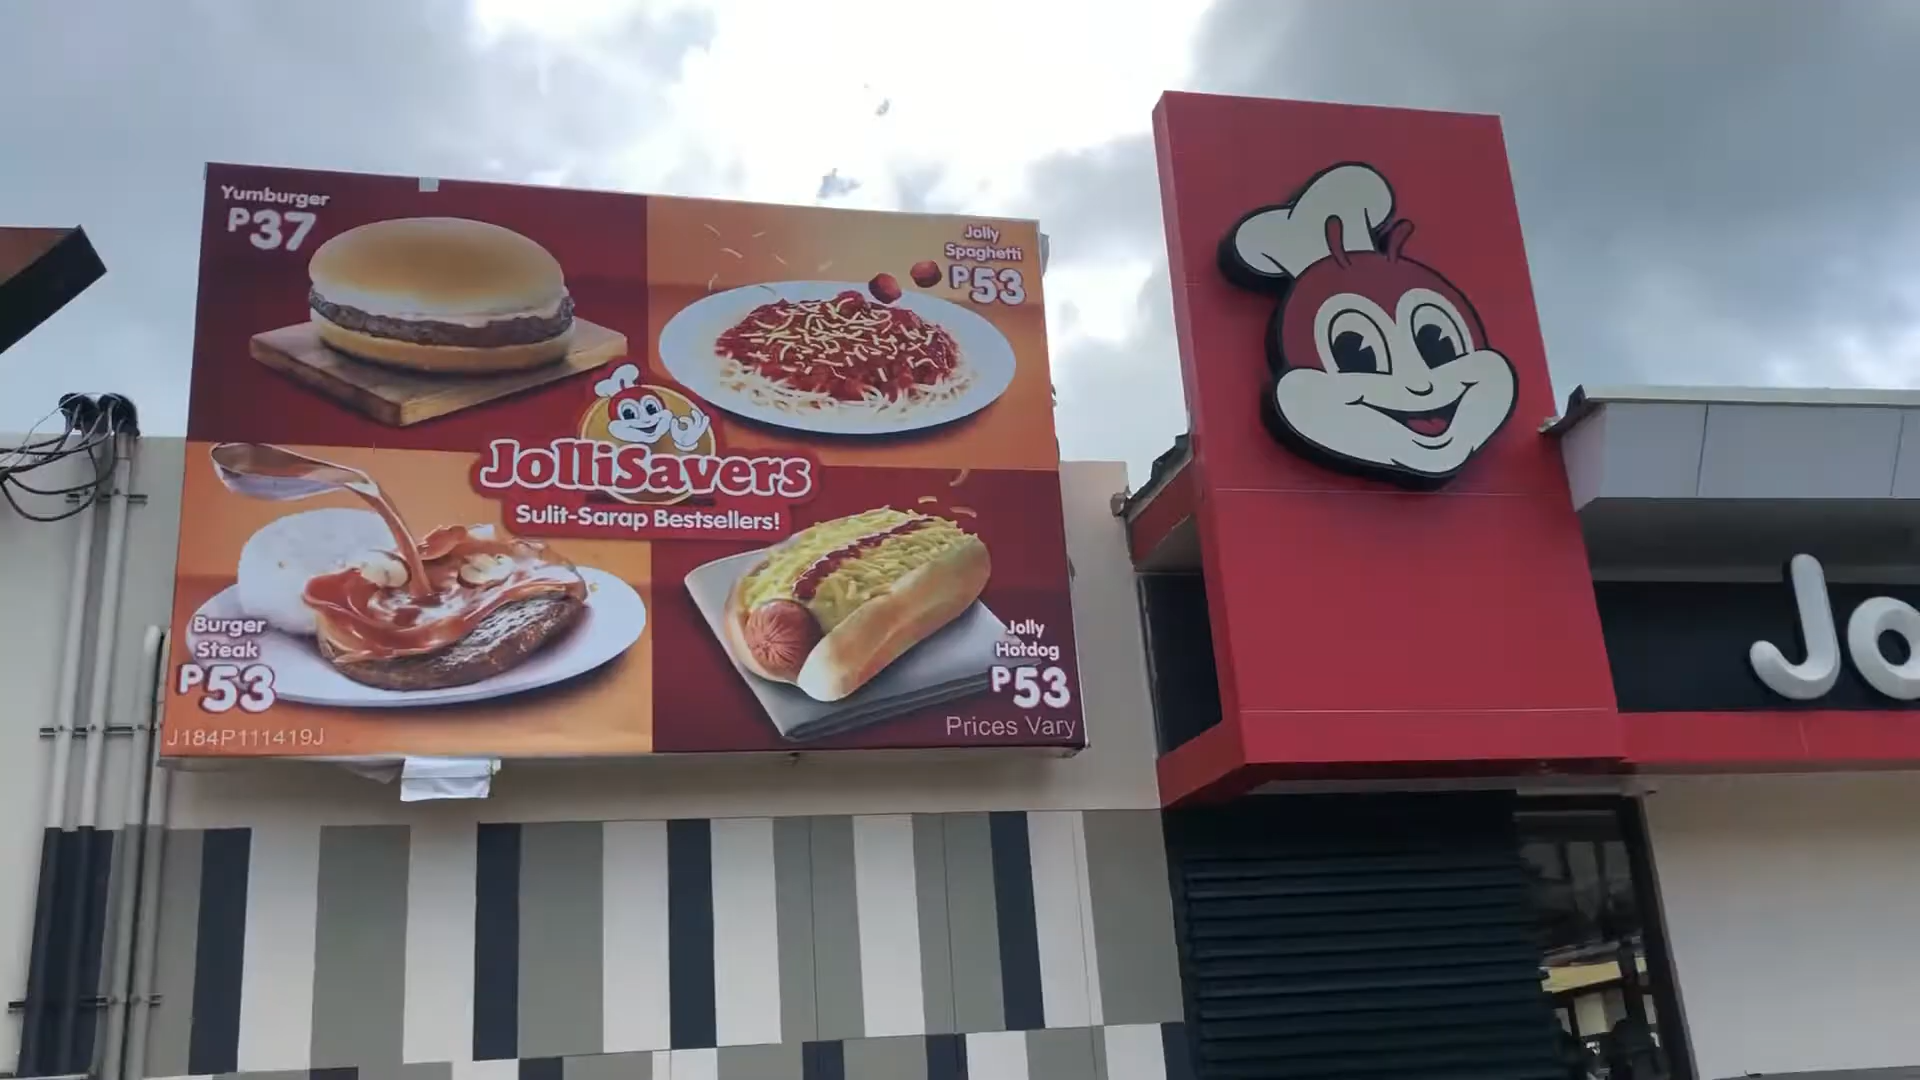 Yumburger
P37
Jolly
Spaghetti
P53
JolliSavers
Sulit-Sarap Bestsellers!
Burger
Steak
P53
J184P111419J
Jolly
Hotdog
P53
Prices Vary
Jo